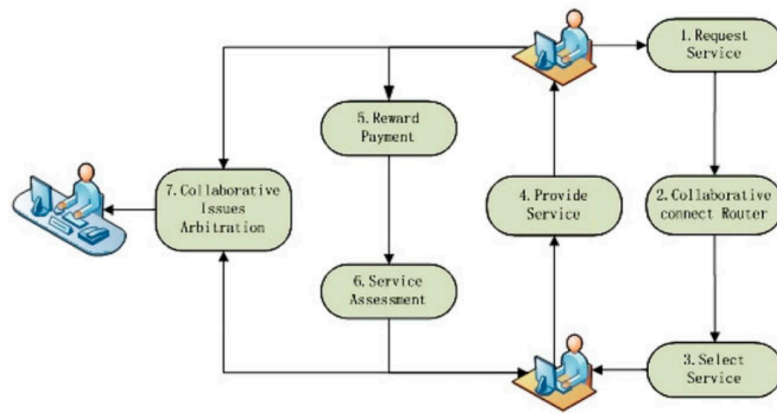 1.Request
Service
5.Reward
Payment
7.Collaborative
Issues
Arbitration
4.Provide
Service
2.Collaborative
connect Router
6.Service
Assessment
3.Select
Service